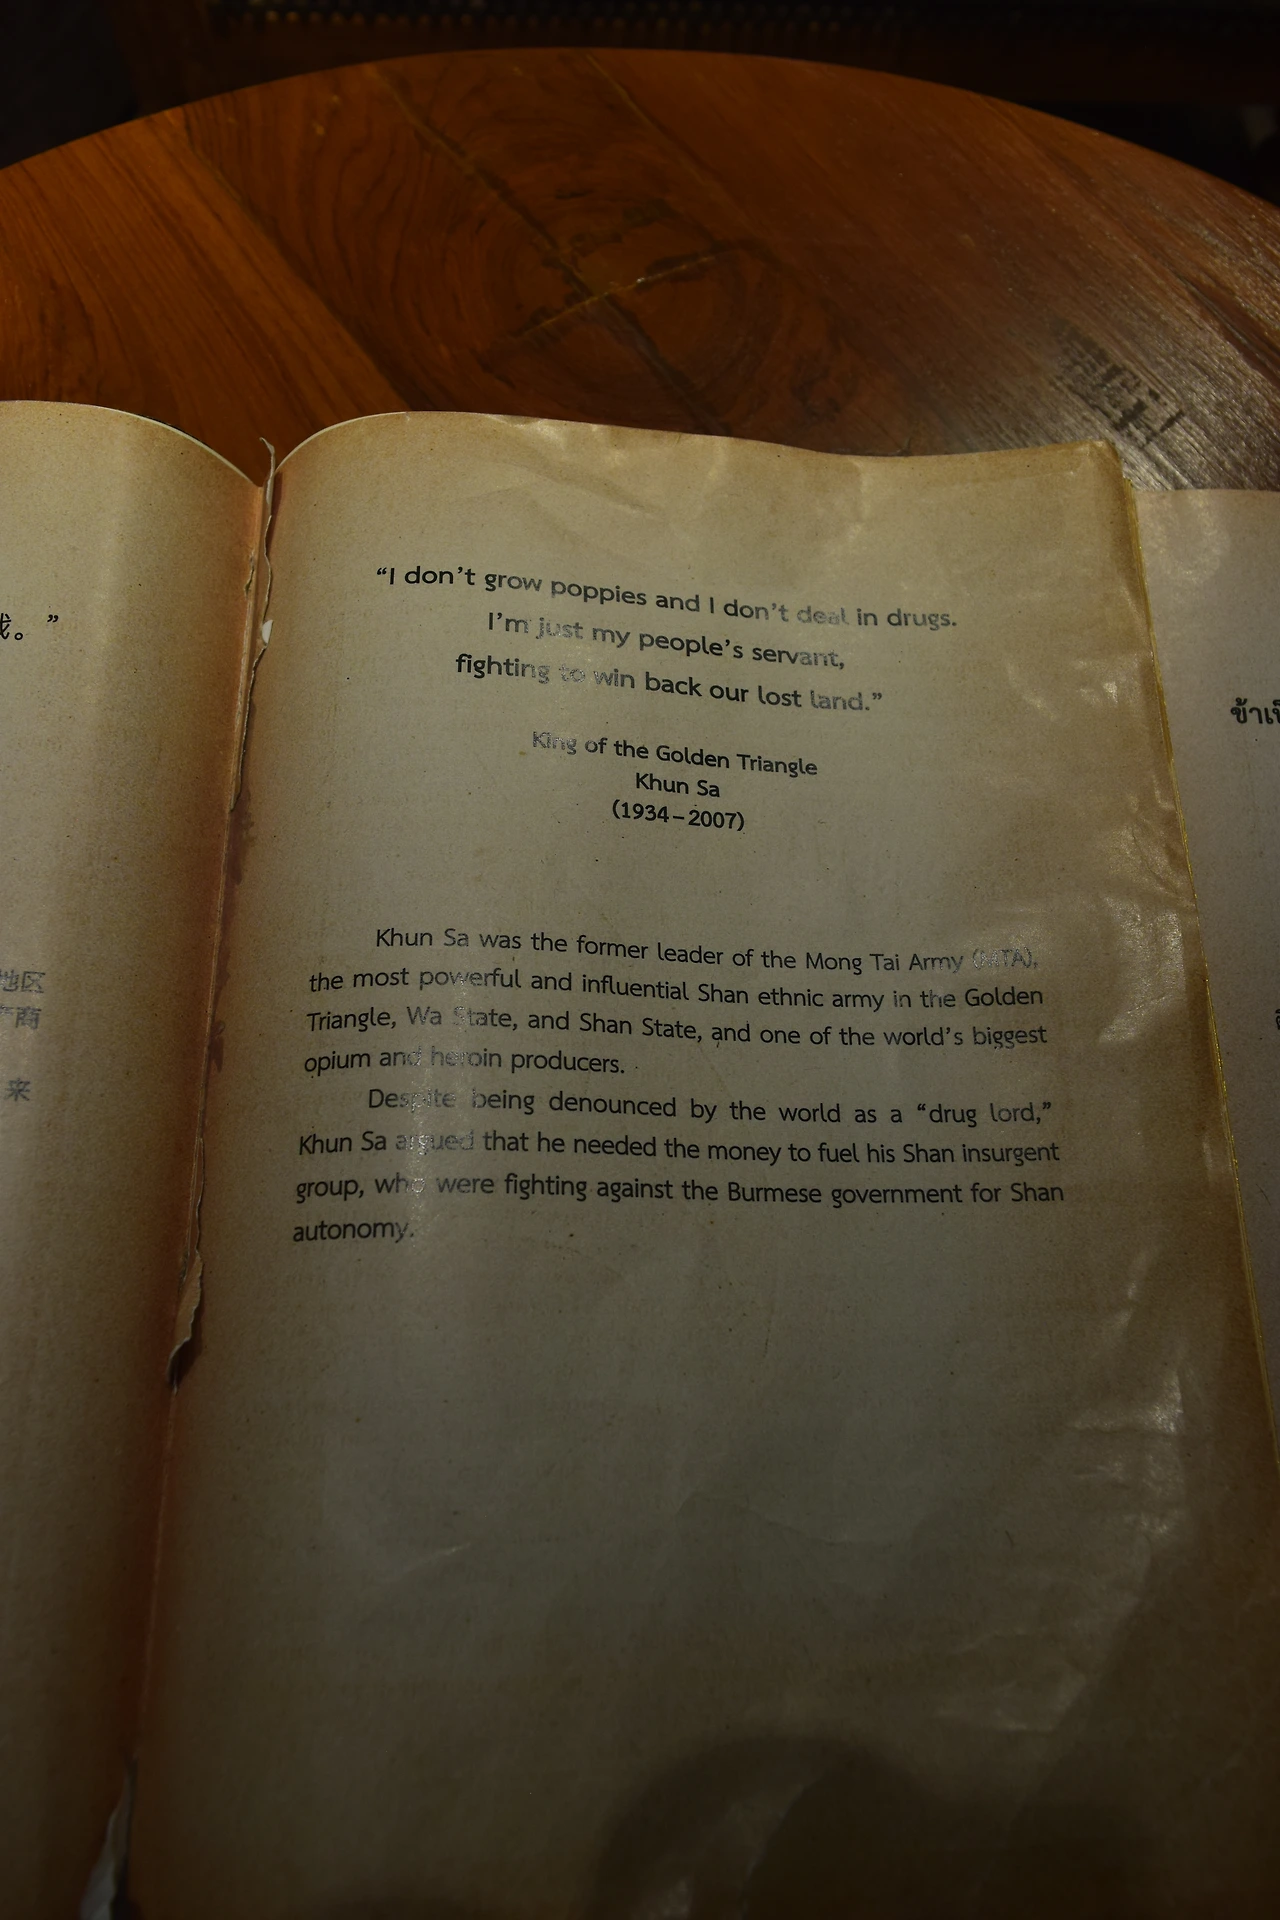 戏。”
地区
商
来
“I don’t grow poppies and I don’t deal in drugs.
I’m just my people’s servant,
fighting to win back our lost land.”
King of the Golden Triangle
Khun Sa
(1934–2007)
Khun Sa was the former leader of the Mong Tai Army (MTA),
the most powerful and influential Shan ethnic army in the Golden
Triangle, Wa State, and Shan State, and one of the world’s biggest
opium and heroin producers.
Despite being denounced by the world as a “drug lord,”
Khun Sa argued that he needed the money to fuel his Shan insurgent
group, who were fighting against the Burmese government for Shan
autonomy.